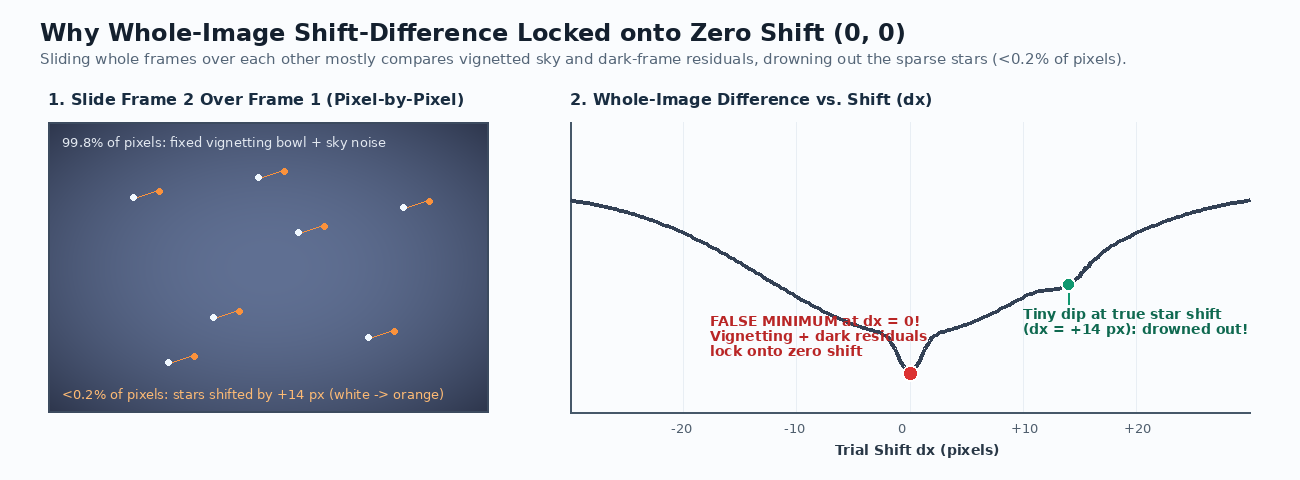 Why Whole-Image Shift-Difference Locked onto Zero Shift (0, 0)
Sliding whole frames over each other mostly compares vignetted sky and dark-frame residuals, drowning out the sparse stars (<0.2% of pixels).
1. Slide Frame 2 Over Frame 1 (Pixel-by-Pixel)
99.8% of pixels: fixed vignetting bowl + sky noise
<0.2% of pixels: stars shifted by +14 px (white -> orange)
2. Whole-Image Difference vs. Shift (dx)
FALSE MINIMUM at dx = 0!
Vignetting + dark residuals
lock onto zero shift
Tiny dip at true star shift
(dx = +14 px): drowned out!
-20 -10 0 +10 +20
Trial Shift dx (pixels)